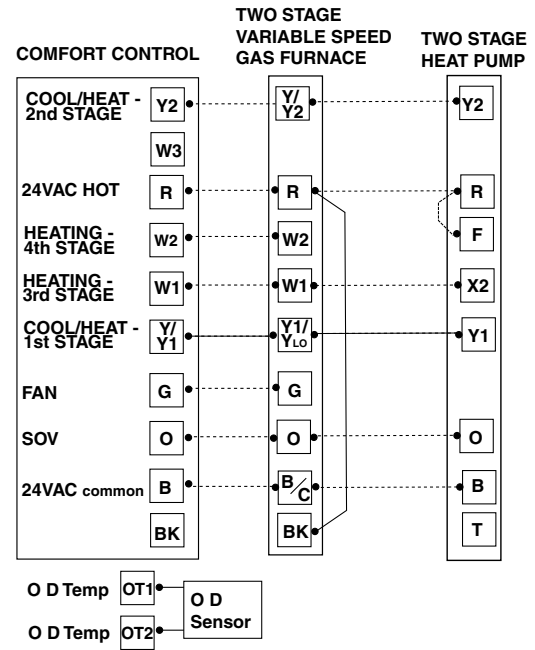 TWO STAGE
VARIABLE SPEED
GAS FURNACE
TWO STAGE
HEAT PUMP
COMFORT CONTROL
COOL/HEAT -
2nd STAGE
Y2
Y/
Y2
Y2
W3
24VAC HOT
R
R
R
F
HEATING -
4th STAGE
W2
W2
HEATING -
3rd STAGE
W1
W1
X2
COOL/HEAT -
1st STAGE
Y/
Y1
Y1/
YLO
Y1
FAN
G
G
SOV
O
O
O
24VAC common
B
B/C
B
BK
BK
T
O D Temp
OT1
O D
Sensor
O D Temp
OT2